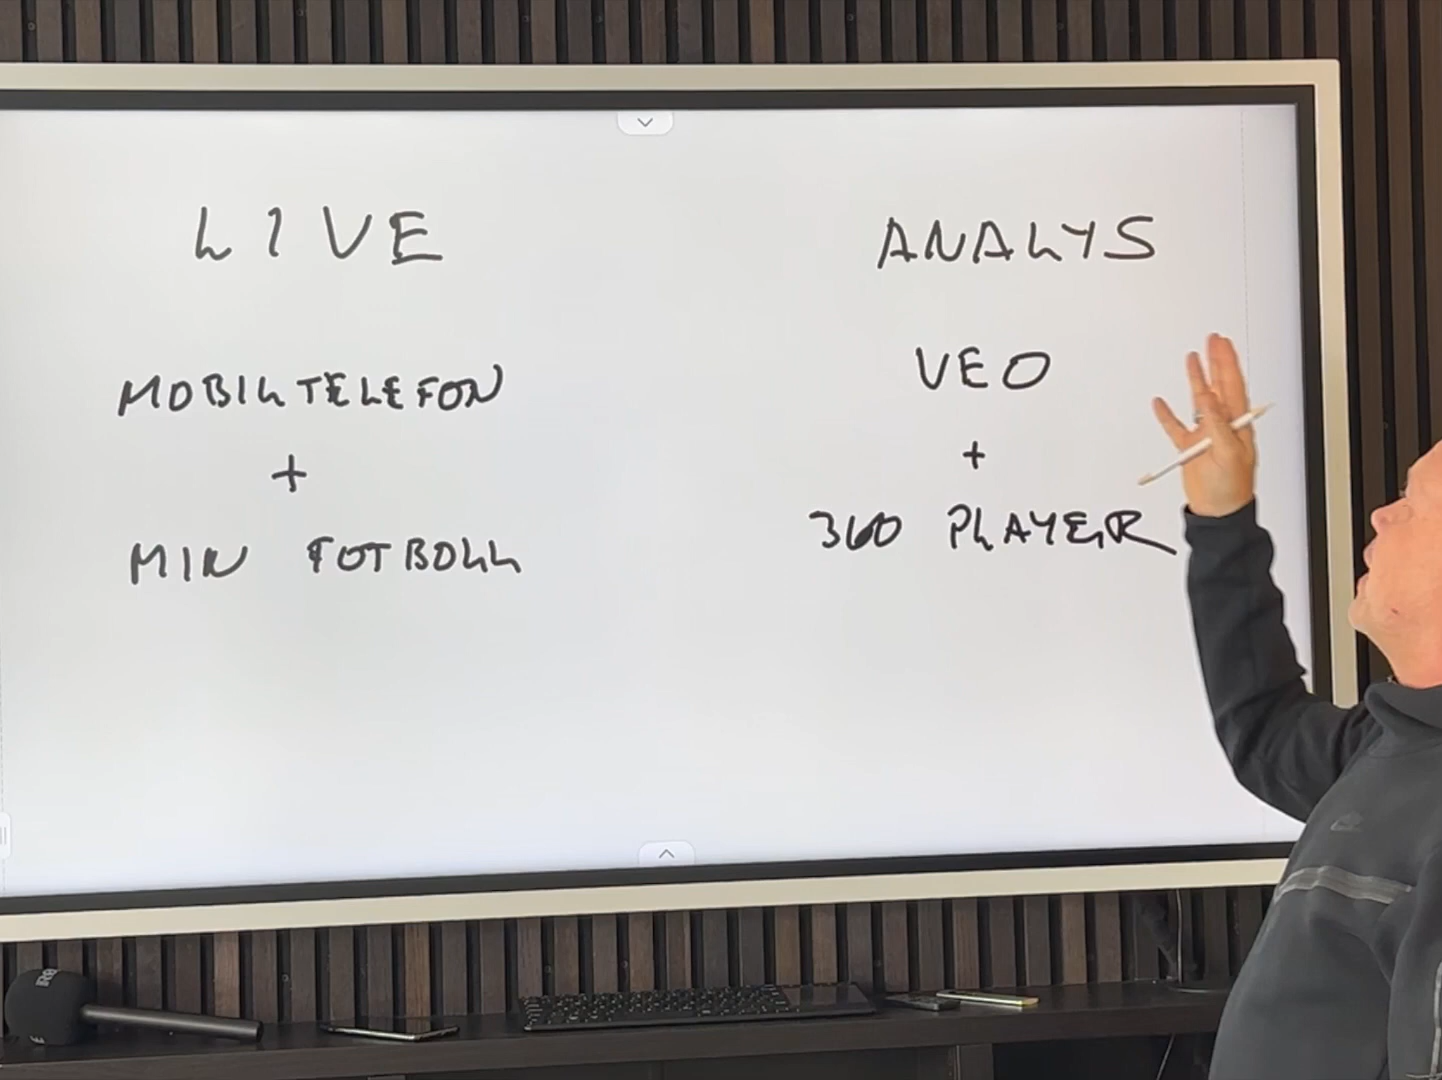 LIVE
MOBILTELEFON
+
MIN FOTBOLL
ANALYS
VEO
+
360 PLAYER